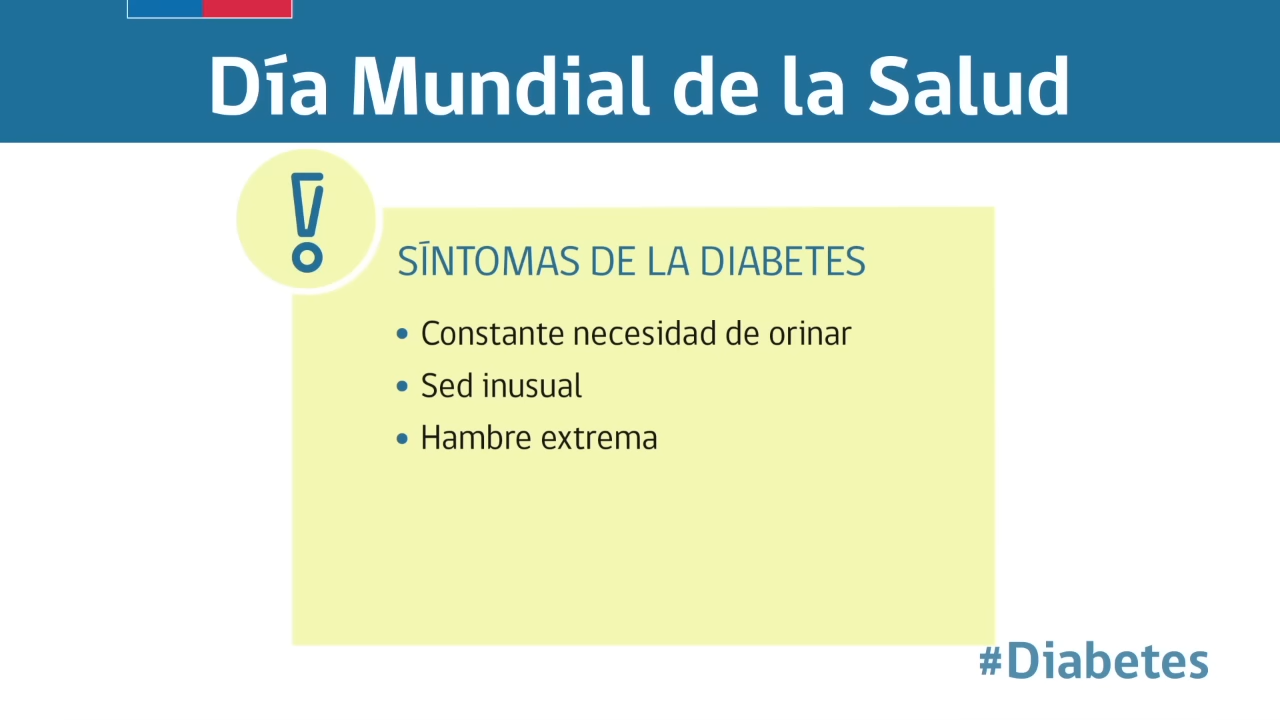 Día Mundial de la Salud
SÍNTOMAS DE LA DIABETES
• Constante necesidad de orinar
• Sed inusual
• Hambre extrema
#Diabetes